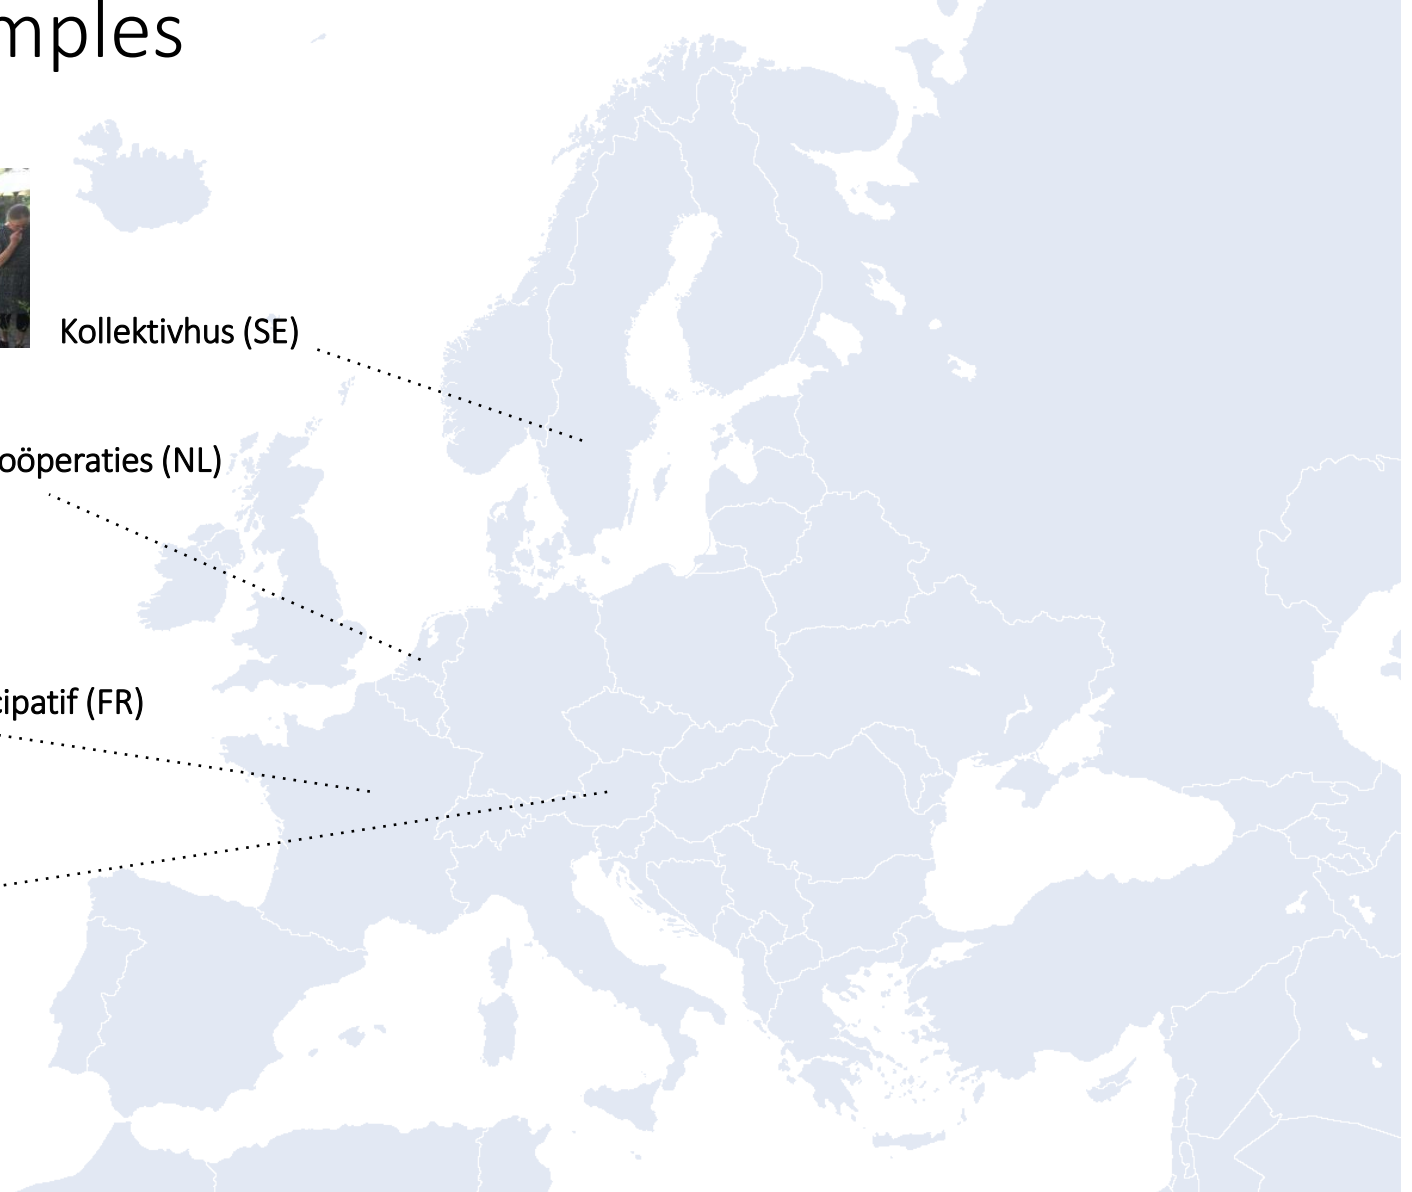 mples
Kollektivhus (SE)
oöperaties (NL)
cipatif (FR)